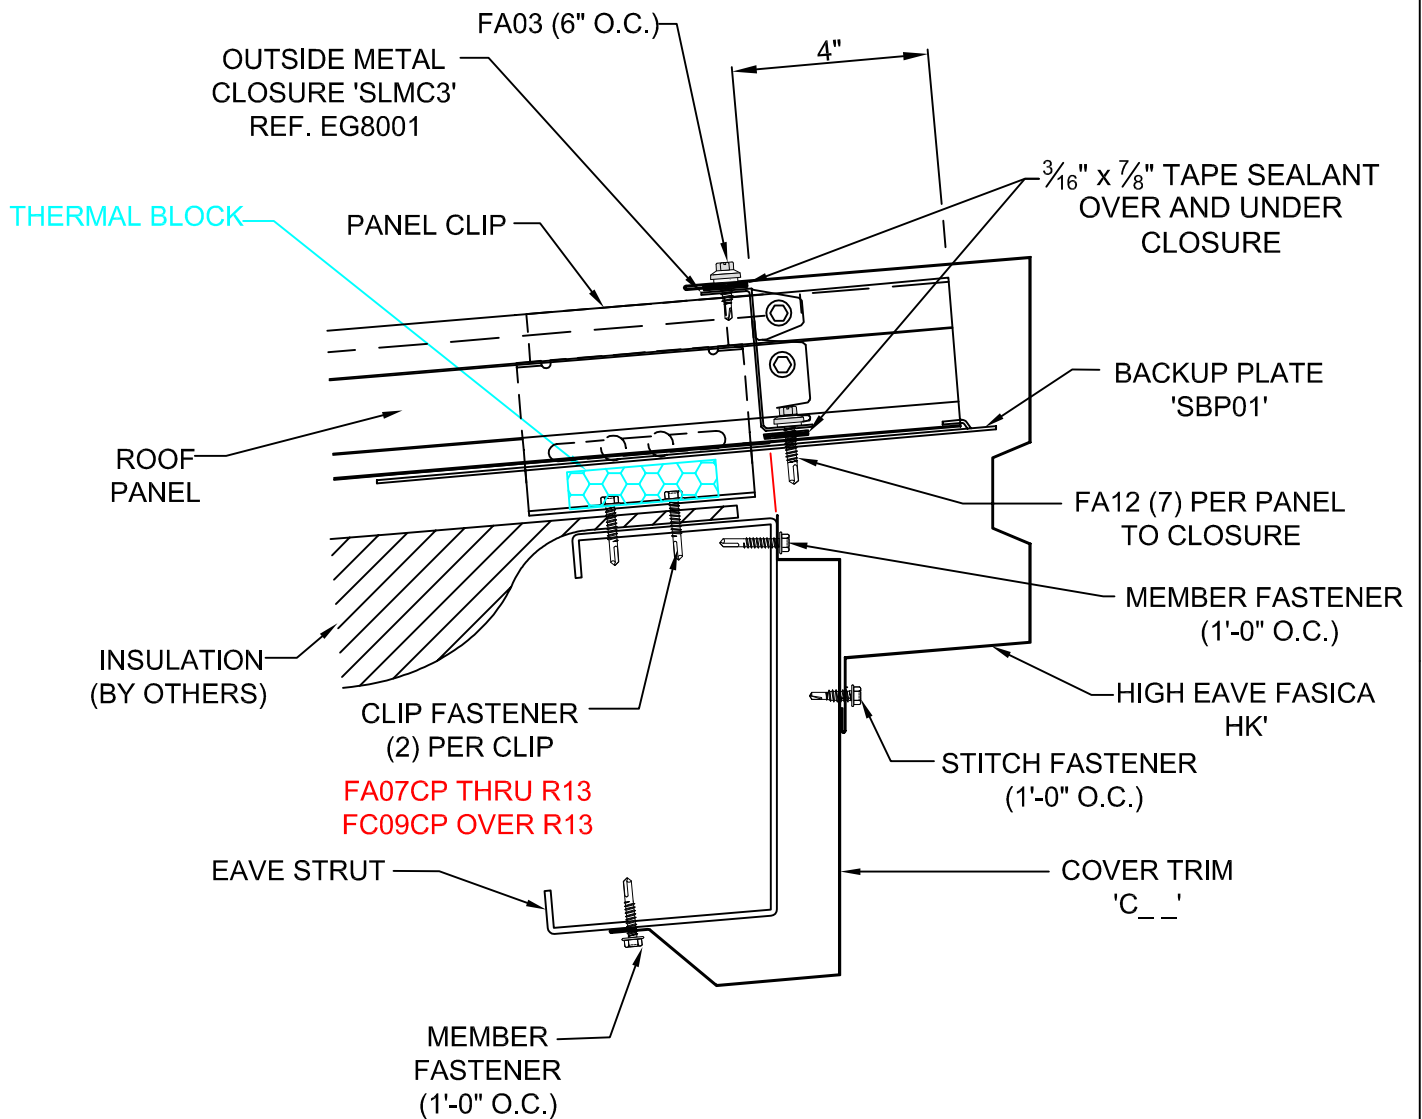 FA03 (6" O.C.)
OUTSIDE METAL
CLOSURE 'SLMC3'
REF. EG8001
4"
3/16" x 7/8" TAPE SEALANT
OVER AND UNDER
CLOSURE
THERMAL BLOCK
PANEL CLIP
BACKUP PLATE
'SBP01'
ROOF
PANEL
FA12 (7) PER PANEL
TO CLOSURE
MEMBER FASTENER
(1'-0" O.C.)
INSULATION
(BY OTHERS)
HIGH EAVE FASICA
HK'
CLIP FASTENER
(2) PER CLIP
FA07CP THRU R13
FC09CP OVER R13
STITCH FASTENER
(1'-0" O.C.)
EAVE STRUT
COVER TRIM
'C_ _'
MEMBER
FASTENER
(1'-0" O.C.)